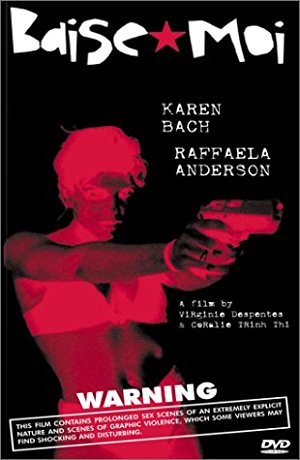 Baise★Moi
KAREN
BACH
RAFFAELA
ANDERSON
A film by
ViRginie Despentes
& CoRalie TRinh Thi
WARNING
THIS FILM CONTAINS PROLONGED SEX SCENES OF AN EXTREMELY EXPLICIT
NATURE AND SCENES OF GRAPHIC VIOLENCE, WHICH SOME VIEWERS MAY
FIND SHOCKING AND DISTURBING.
DVD